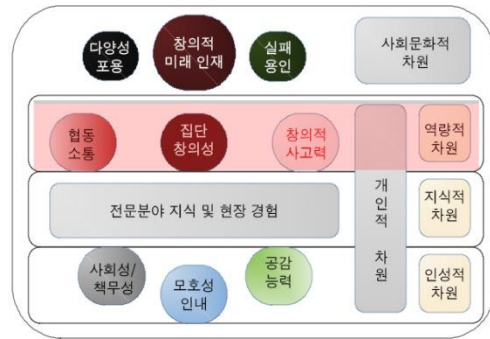 다양성
포용
창의적
미래 인재
실패
용인
사회문화적
차원
협동
소통
집단
창의성
창의적
사고력
역량적
차원
전문분야 지식 및 현장 경험
개
인
적
차
원
지식적
차원
사회성/
책무성
모호성
인내
공감
능력
인성적
차원